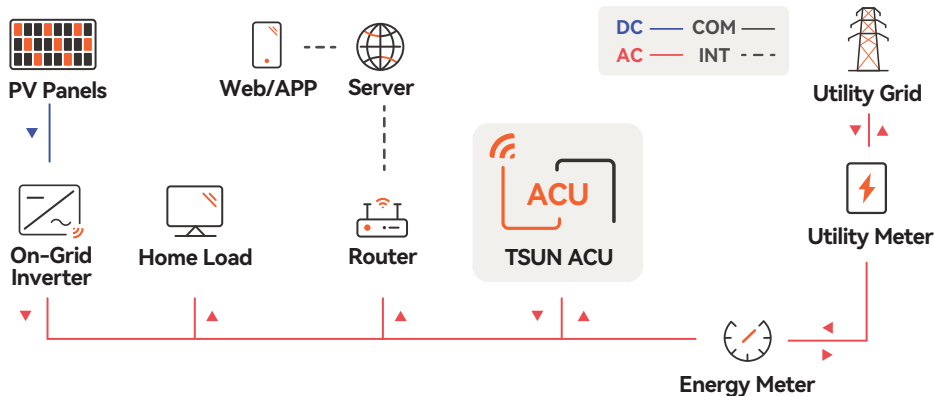 DC
COM
AC
INT
PV Panels
Web/APP
Server
Utility Grid
ACU
On-Grid
Inverter
Home Load
Router
TSUN ACU
Utility Meter
Energy Meter